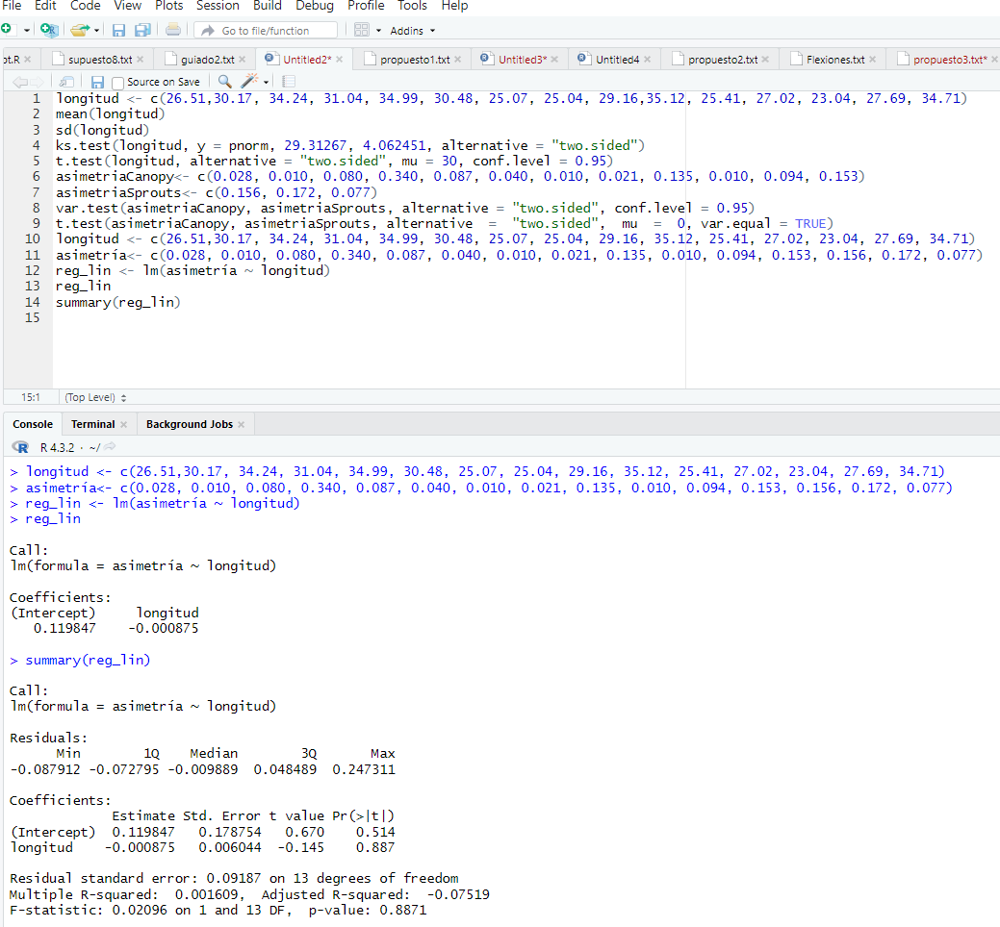 File Edit Code View Plots Session Build Debug Profile Tools Help
Go to file/function Addins
ot.R supuesto8.txt guiado2.txt Untitled2* propuesto1.txt Untitled3* Untitled4 propuesto2.txt Flexiones.txt propuesto3.txt*
Source on Save
1 longitud <- c(26.51,30.17, 34.24, 31.04, 34.99, 30.48, 25.07, 25.04, 29.16,35.12, 25.41, 27.02, 23.04, 27.69, 34.71)
2 mean(longitud)
3 sd(longitud)
4 ks.test(longitud, y = pnorm, 29.31267, 4.062451, alternative = "two.sided")
5 t.test(longitud, alternative = "two.sided", mu = 30, conf.level = 0.95)
6 asimetriaCanopy<- c(0.028, 0.010, 0.080, 0.340, 0.087, 0.040, 0.010, 0.021, 0.135, 0.010, 0.094, 0.153)
7 asimetriaSprouts<- c(0.156, 0.172, 0.077)
8 var.test(asimetriaCanopy, asimetriaSprouts, alternative = "two.sided", conf.level = 0.95)
9 t.test(asimetriaCanopy, asimetriaSprouts, alternative = "two.sided", mu = 0, var.equal = TRUE)
10 longitud <- c(26.51,30.17, 34.24, 31.04, 34.99, 30.48, 25.07, 25.04, 29.16, 35.12, 25.41, 27.02, 23.04, 27.69, 34.71)
11 asimetría<- c(0.028, 0.010, 0.080, 0.340, 0.087, 0.040, 0.010, 0.021, 0.135, 0.010, 0.094, 0.153, 0.156, 0.172, 0.077)
12 reg_lin <- lm(asimetría ~ longitud)
13 reg_lin
14 summary(reg_lin)
15
15:1 (Top Level)
Console Terminal Background Jobs
R R 4.3.2 · ~/
> longitud <- c(26.51,30.17, 34.24, 31.04, 34.99, 30.48, 25.07, 25.04, 29.16, 35.12, 25.41, 27.02, 23.04, 27.69, 34.71)
> asimetría<- c(0.028, 0.010, 0.080, 0.340, 0.087, 0.040, 0.010, 0.021, 0.135, 0.010, 0.094, 0.153, 0.156, 0.172, 0.077)
> reg_lin <- lm(asimetría ~ longitud)
> reg_lin
Call:
lm(formula = asimetría ~ longitud)
Coefficients:
(Intercept) longitud
0.119847 -0.000875
> summary(reg_lin)
Call:
lm(formula = asimetría ~ longitud)
Residuals:
Min 1Q Median 3Q Max
-0.087912 -0.072795 -0.009889 0.048489 0.247311
Coefficients:
Estimate Std. Error t value Pr(>|t|)
(Intercept) 0.119847 0.178754 0.670 0.514
longitud -0.000875 0.006044 -0.145 0.887
Residual standard error: 0.09187 on 13 degrees of freedom
Multiple R-squared: 0.001609, Adjusted R-squared: -0.07519
F-statistic: 0.02096 on 1 and 13 DF, p-value: 0.8871